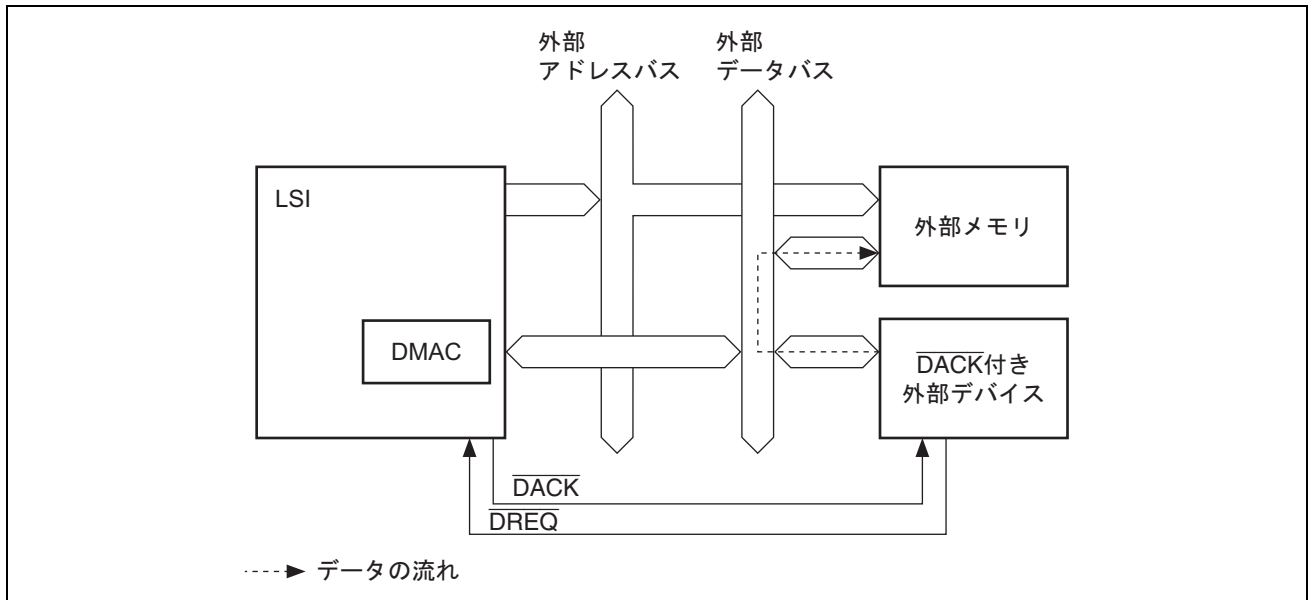 外部
アドレスバス
外部
データバス
LSI
外部メモリ
DMAC
DACK付き
外部デバイス
DACK
DREQ
データの流れ